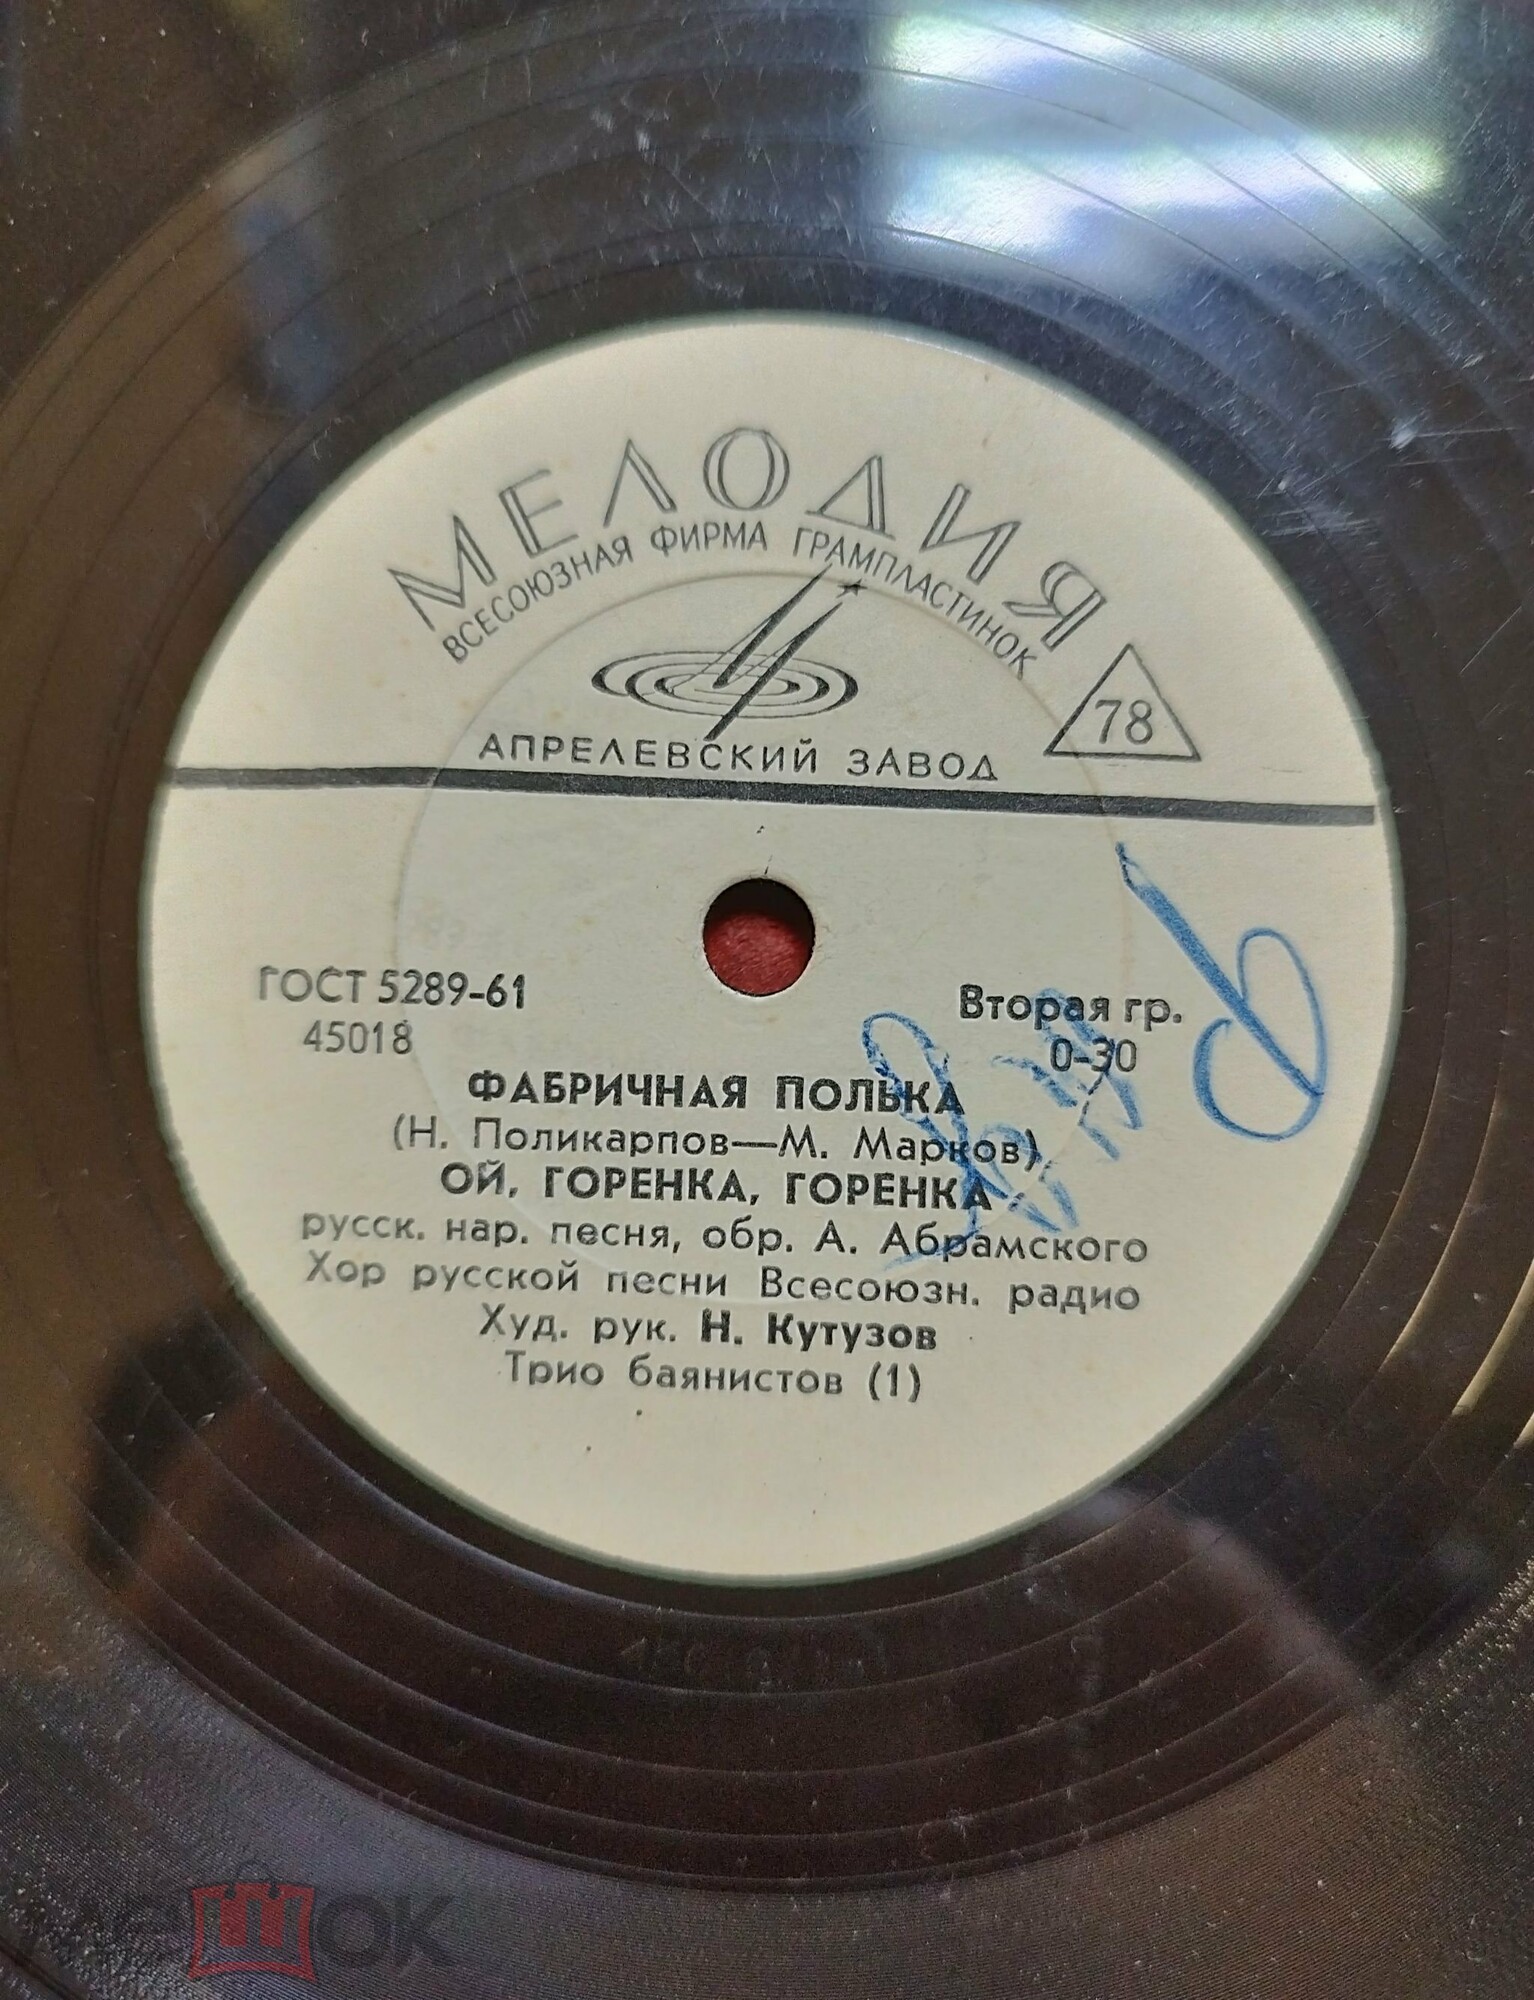 МЕЛОДИЯ
ВСЕСОЮЗНАЯ ФИРМА ГРАМПЛАСТИНОК
78
АПРЕЛЕВСКИЙ ЗАВОД
ГОСТ 5289-61
Вторая гр.
45018
0-30
ФАБРИЧНАЯ ПОЛЬКА
(Н. Поликарпов—М. Марков)
ОЙ, ГОРЕНКА, ГОРЕНКА
русск. нар. песня, обр. А. Абрамского
Хор русской песни Всесоюзн. радио
Худ. рук. Н. Кутузов
Трио баянистов (1)